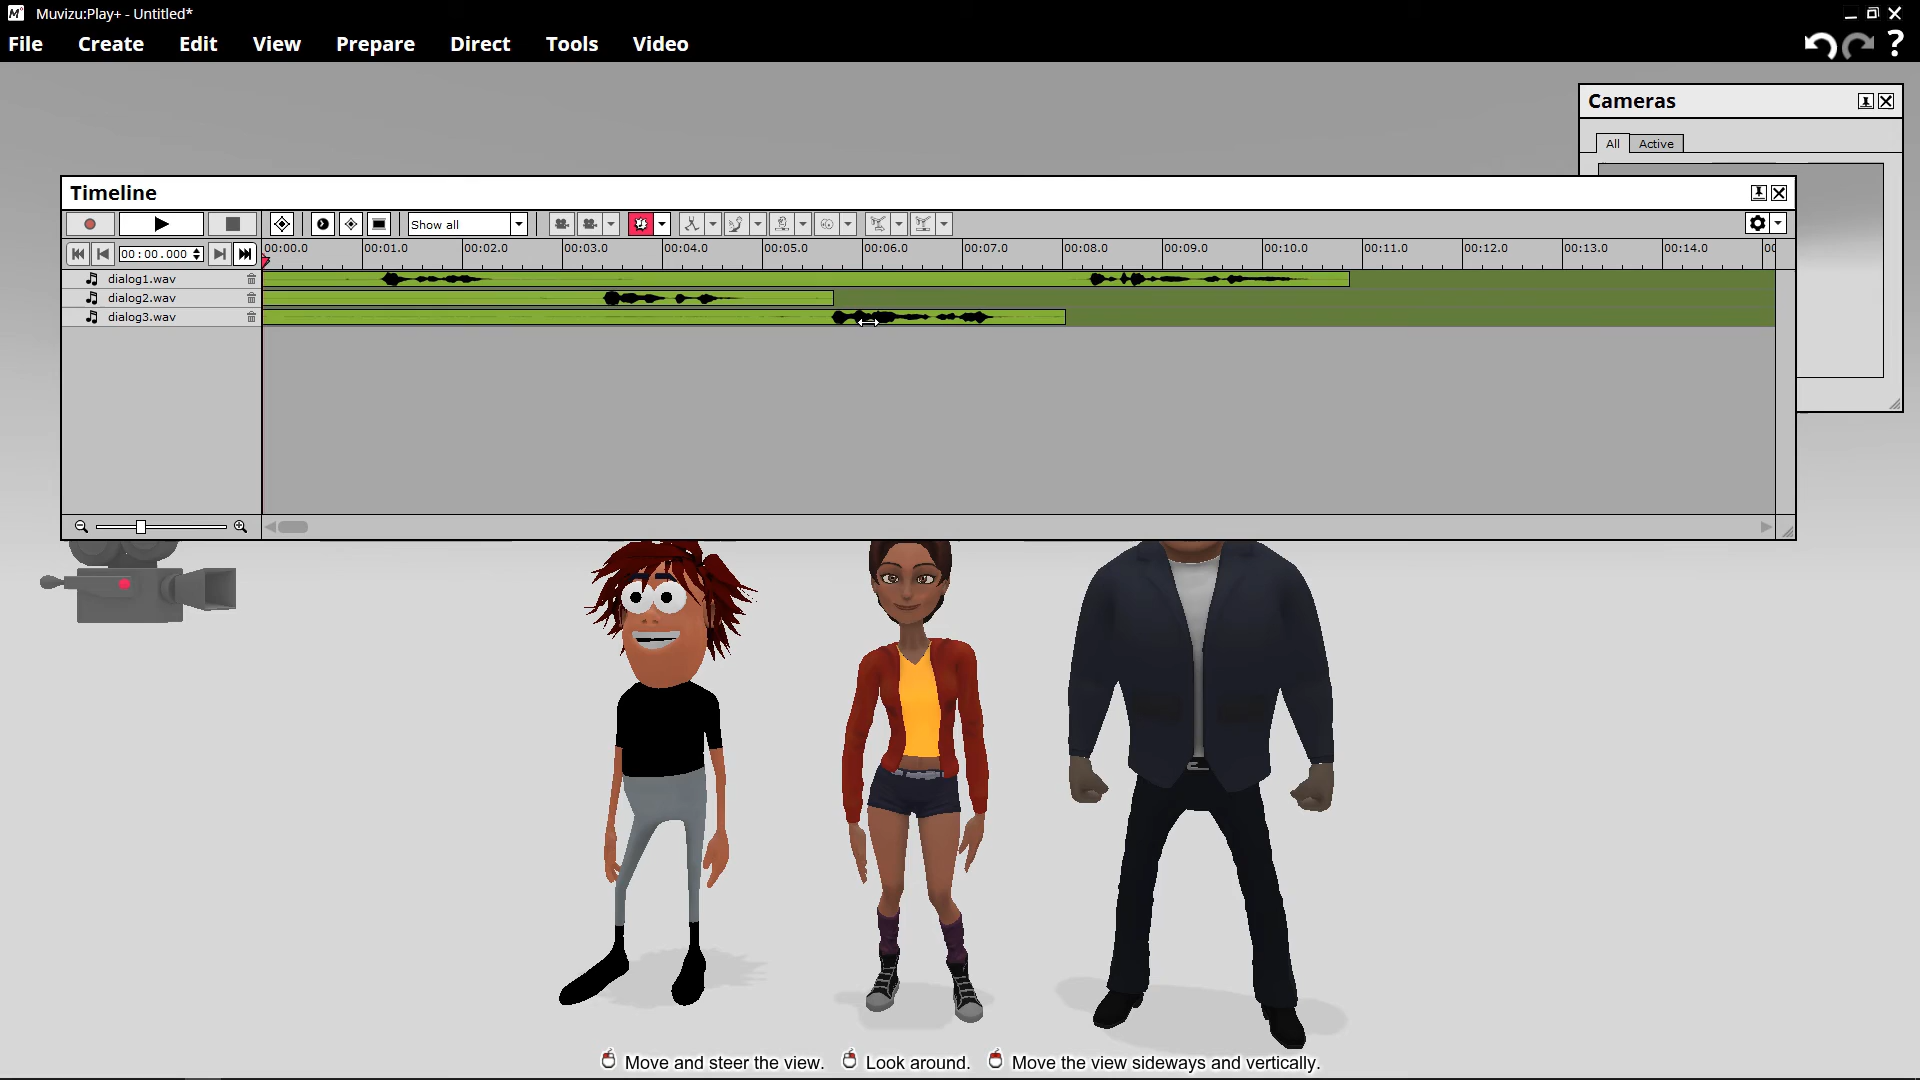 Muvizu:Play+ - Untitled*
File Create Edit View Prepare Direct Tools Video ?
Cameras
All Active
Timeline
Show all
00:00.000
00:00.0 00:01.0 00:02.0 00:03.0 00:04.0 00:05.0 00:06.0 00:07.0 00:08.0 00:09.0 00:10.0 00:11.0 00:12.0 00:13.0 00:14.0 00
dialog1.wav
dialog2.wav
dialog3.wav
Move and steer the view. Look around. Move the view sideways and vertically.